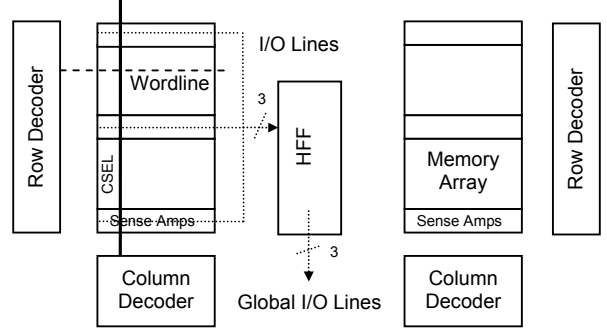 Row Decoder
I/O Lines
Wordline
3
HFF
CSEL
Sense Amps
3
Column
Decoder
Global I/O Lines
Memory
Array
Sense Amps
Column
Decoder
Row Decoder